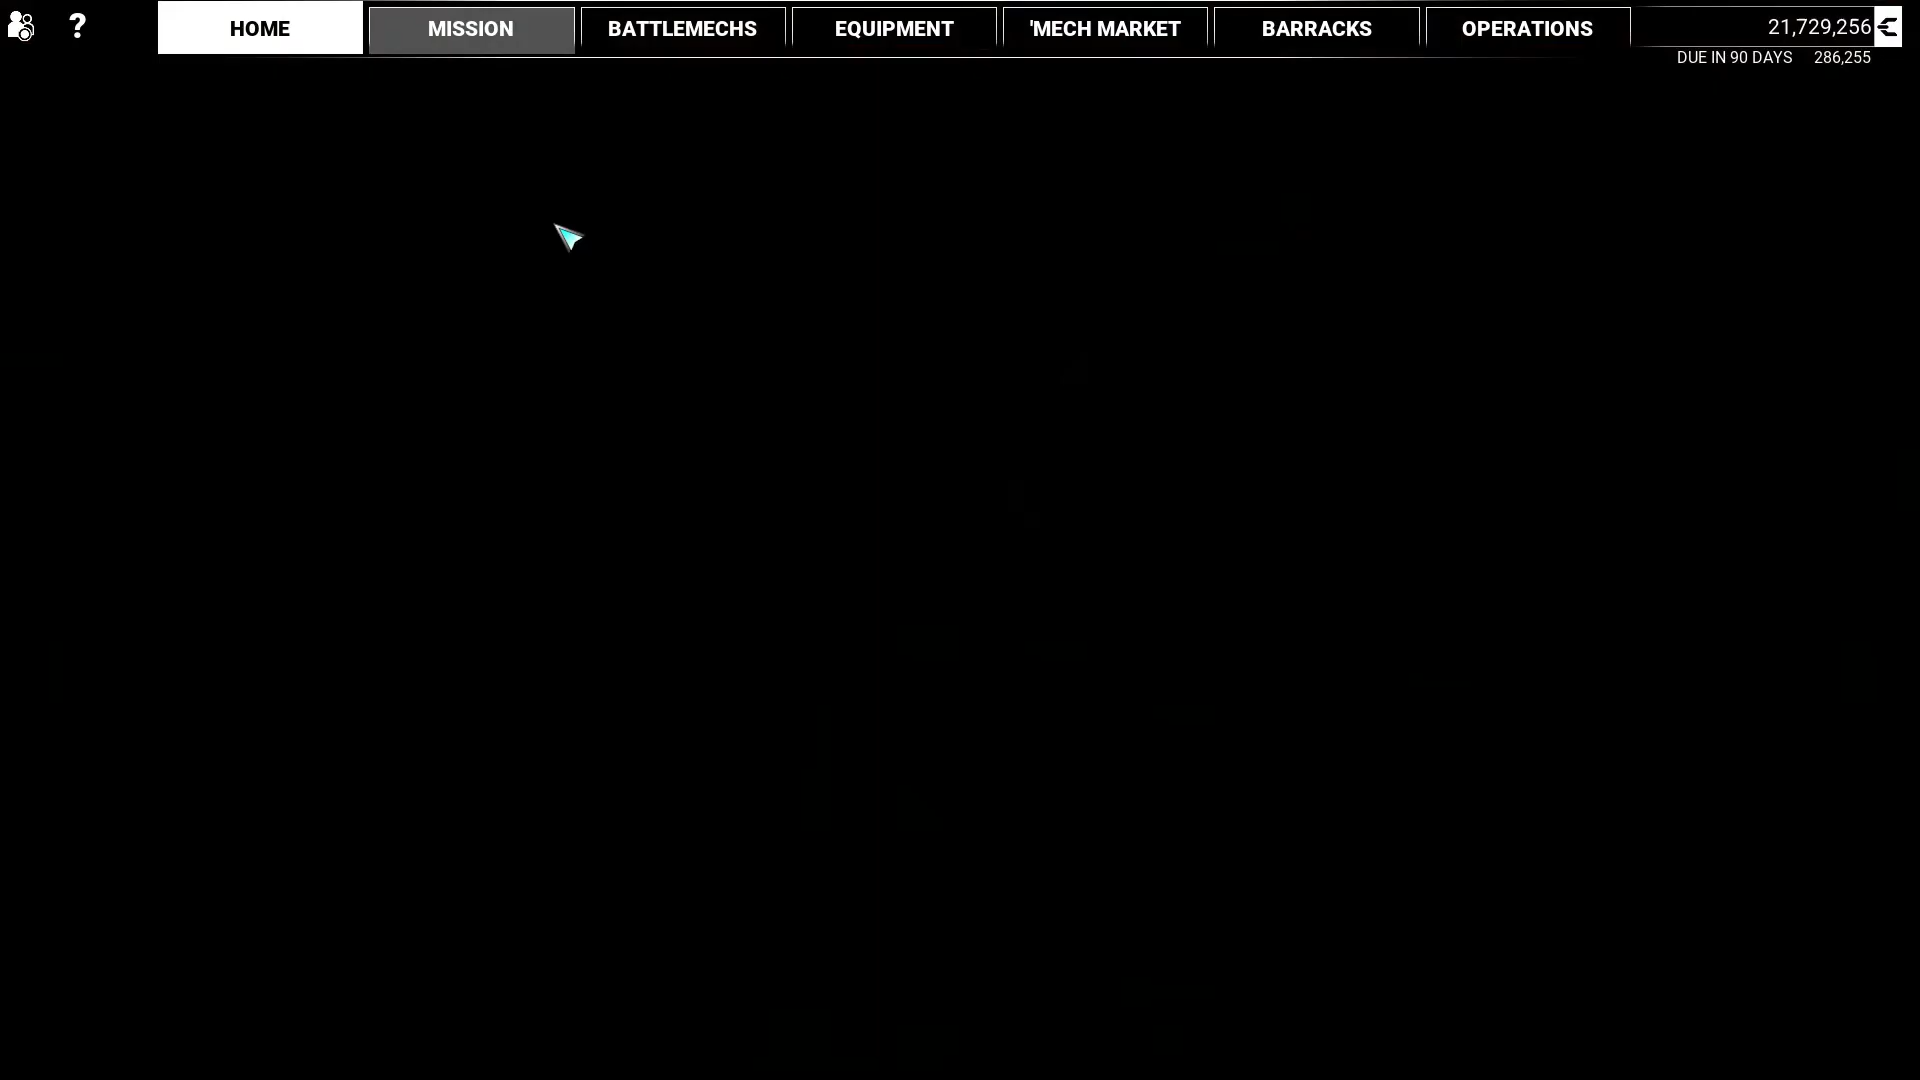 ?
HOME
MISSION
BATTLEMECHS
EQUIPMENT
'MECH MARKET
BARRACKS
OPERATIONS
21,729,256
DUE IN 90 DAYS 286,255